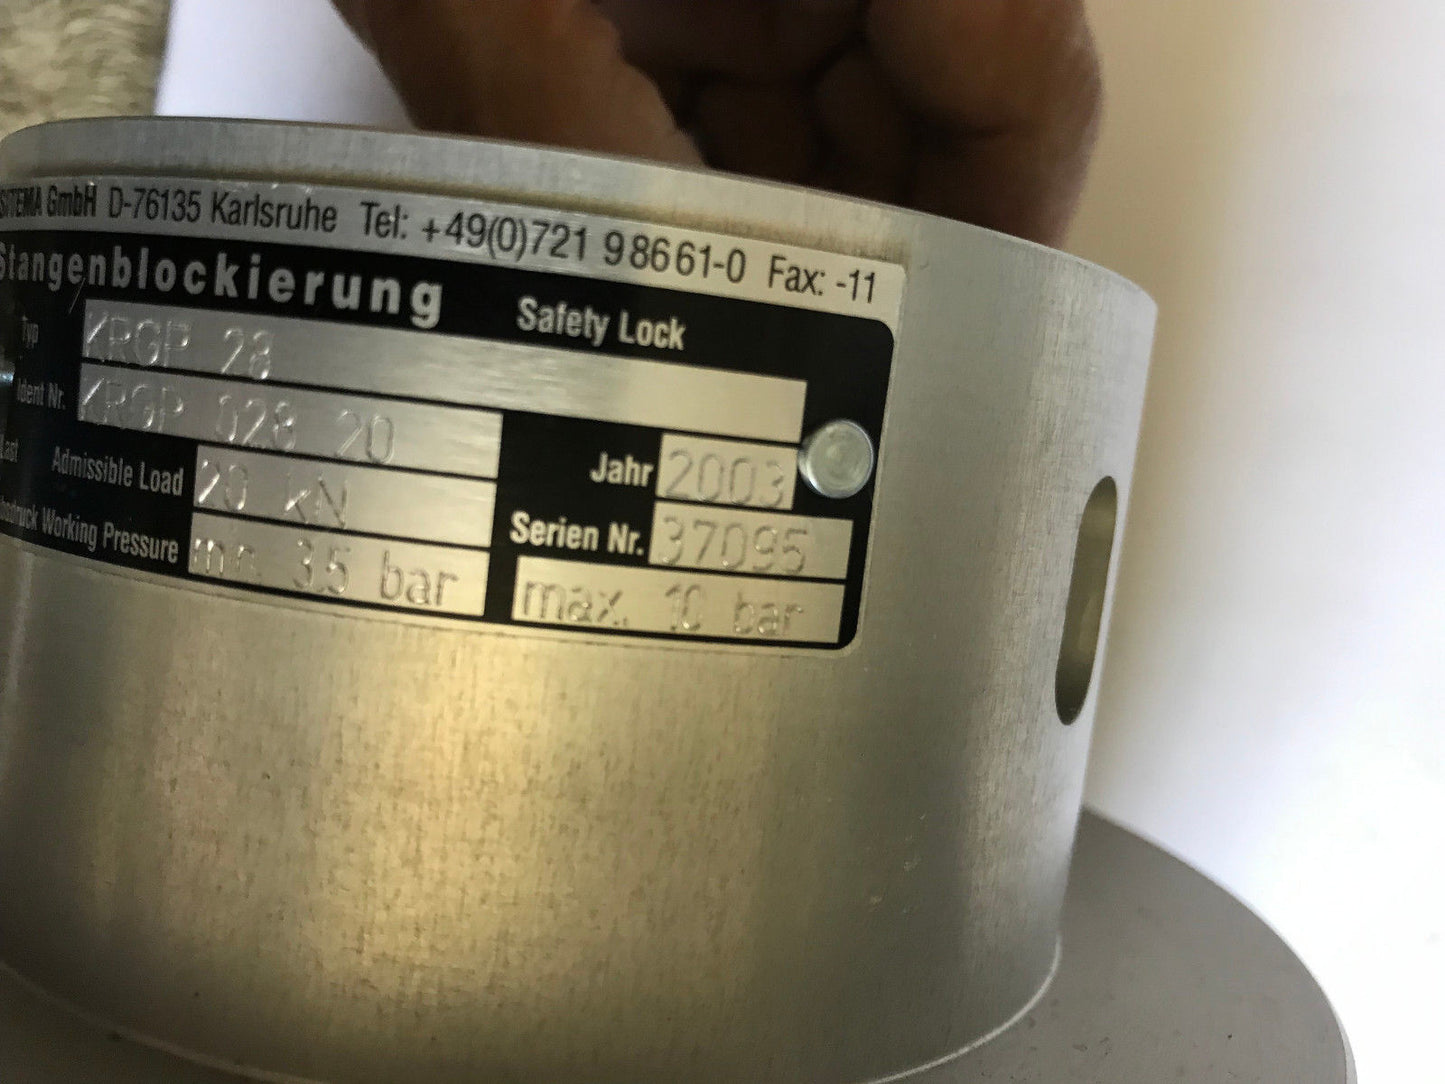 SITEMA GmbH D-76135 Karlsruhe Tel: +49(0)721 98661-0 Fax: -11
Stangenblockierung Safety Lock
Typ KRGP 28
Ident Nr. KRGP 028 20
Last Admissible Load 20 kN Jahr 2003
Working Pressure min. 3.5 bar Serien Nr. 37095
max. 10 bar